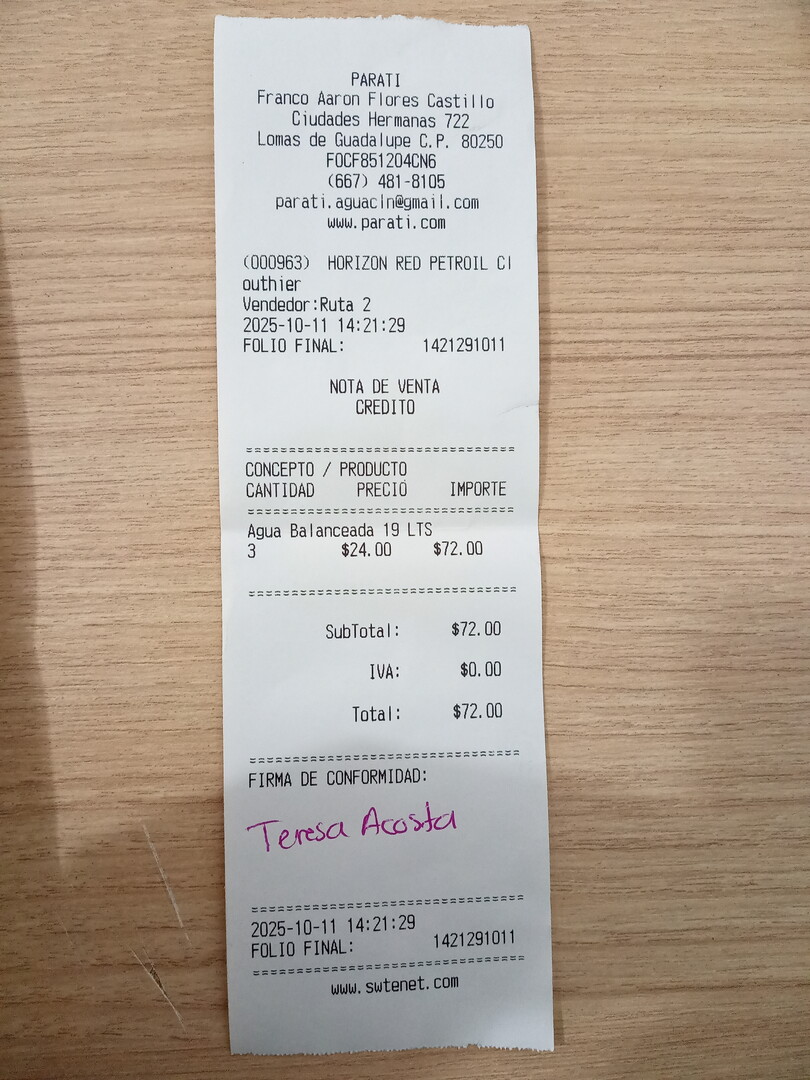 PARATI
Franco Aaron Flores Castillo
Ciudades Hermanas 722
Lomas de Guadalupe C.P. 80250
FOCF851204CN6
(667) 481-8105
parati.aguacln@gmail.com
www.parati.com
(000963) HORIZON RED PETROIL Cl
outhier
Vendedor:Ruta 2
2025-10-11 14:21:29
FOLIO FINAL: 1421291011
NOTA DE VENTA
CREDITO
==============================
CONCEPTO / PRODUCTO
CANTIDAD PRECIO IMPORTE
==============================
Agua Balanceada 19 LTS
3 $24.00 $72.00
==============================
SubTotal: $72.00
IVA: $0.00
Total: $72.00
==============================
FIRMA DE CONFORMIDAD:
Teresa Acosta
==============================
2025-10-11 14:21:29
FOLIO FINAL: 1421291011
==============================
www.swtenet.com